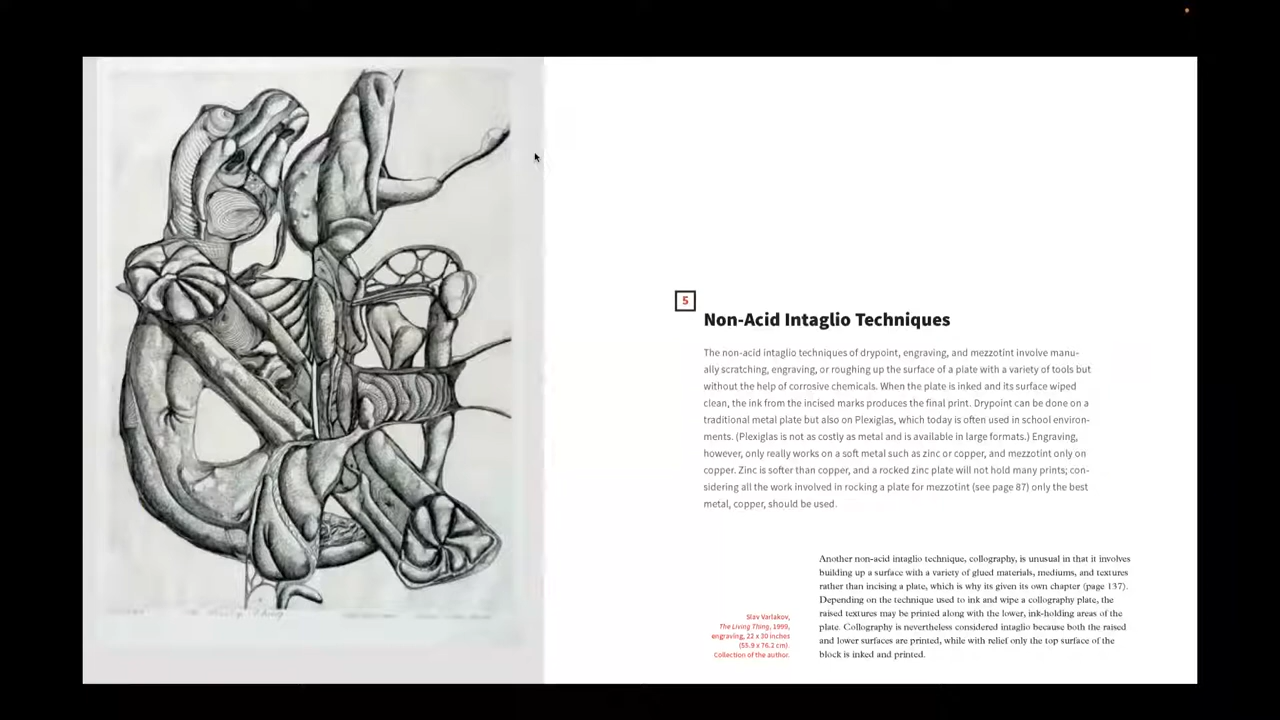 5
Non-Acid Intaglio Techniques
The non-acid intaglio techniques of drypoint, engraving, and mezzotint involve manu-
ally scratching, engraving, or roughing up the surface of a plate with a variety of tools but
without the help of corrosive chemicals. When the plate is inked and its surface wiped
clean, the ink from the incised marks produces the final print. Drypoint can be done on a
traditional metal plate but also on Plexiglas, which today is often used in school environ-
ments. (Plexiglas is not as costly as metal and is available in large formats.) Engraving,
however, only really works on a soft metal such as zinc or copper, and mezzotint only on
copper. Zinc is softer than copper, and a rocked zinc plate will not hold many prints; con-
sidering all the work involved in rocking a plate for mezzotint (see page 87) only the best
metal, copper, should be used.
Another non-acid intaglio technique, collography, is unusual in that it involves
building up a surface with a variety of glued materials, mediums, and textures
rather than incising a plate, which is why its given its own chapter (page 137).
Depending on the technique used to ink and wipe a collography plate, the
raised textures may be printed along with the lower, ink-holding areas of the
plate. Collography is nevertheless considered intaglio because both the raised
and lower surfaces are printed, while with relief only the top surface of the
block is inked and printed.
Slav Varlakov,
The Living Thing, 1999,
engraving, 22 x 30 inches
(55.9 x 76.2 cm).
Collection of the author.